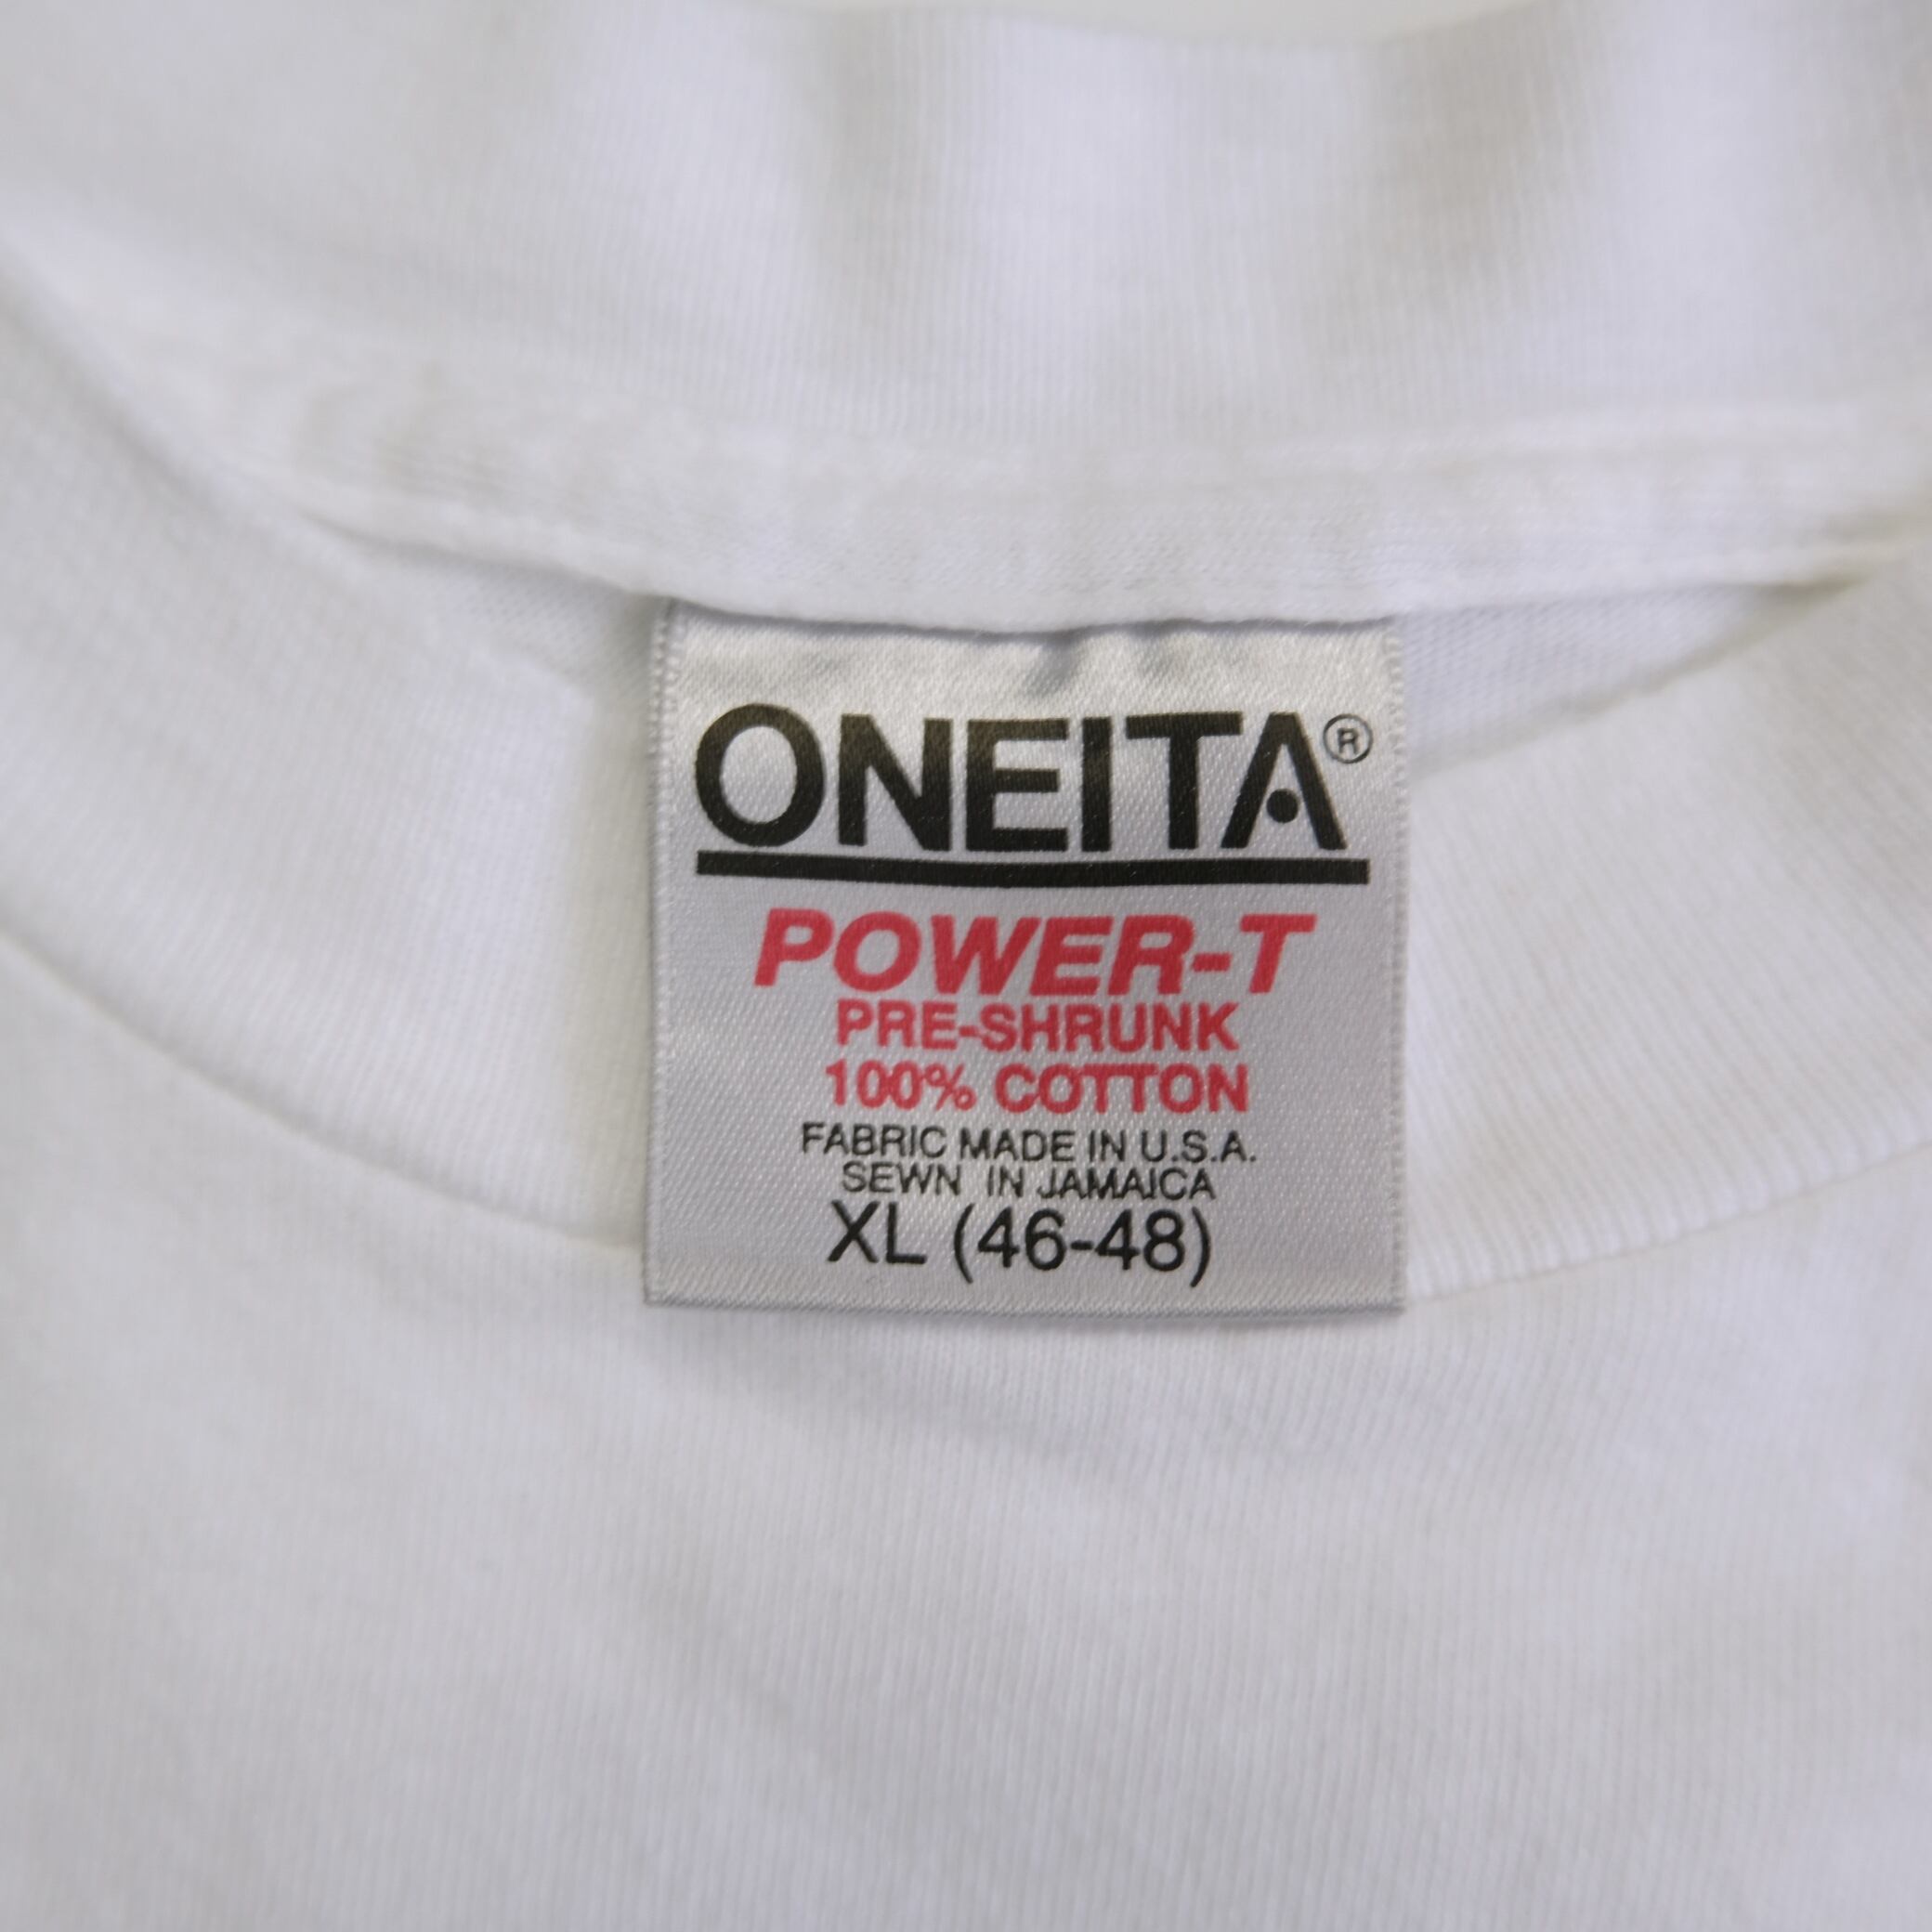 ONEITA®
POWER-T
PRE-SHRUNK
100% COTTON
FABRIC MADE IN U.S.A.
SEWN IN JAMAICA
XL (46-48)